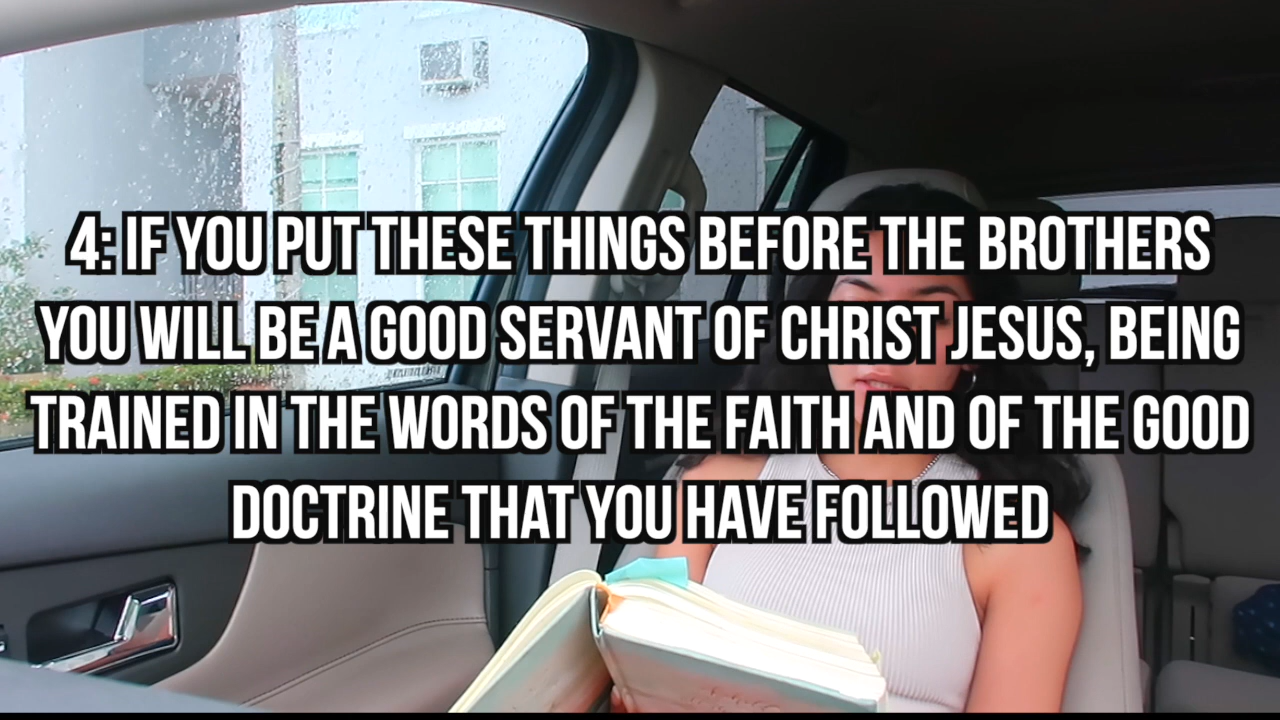 4: IF YOU PUT THESE THINGS BEFORE THE BROTHERS
YOU WILL BE A GOOD SERVANT OF CHRIST JESUS, BEING
TRAINED IN THE WORDS OF THE FAITH AND OF THE GOOD
DOCTRINE THAT YOU HAVE FOLLOWED